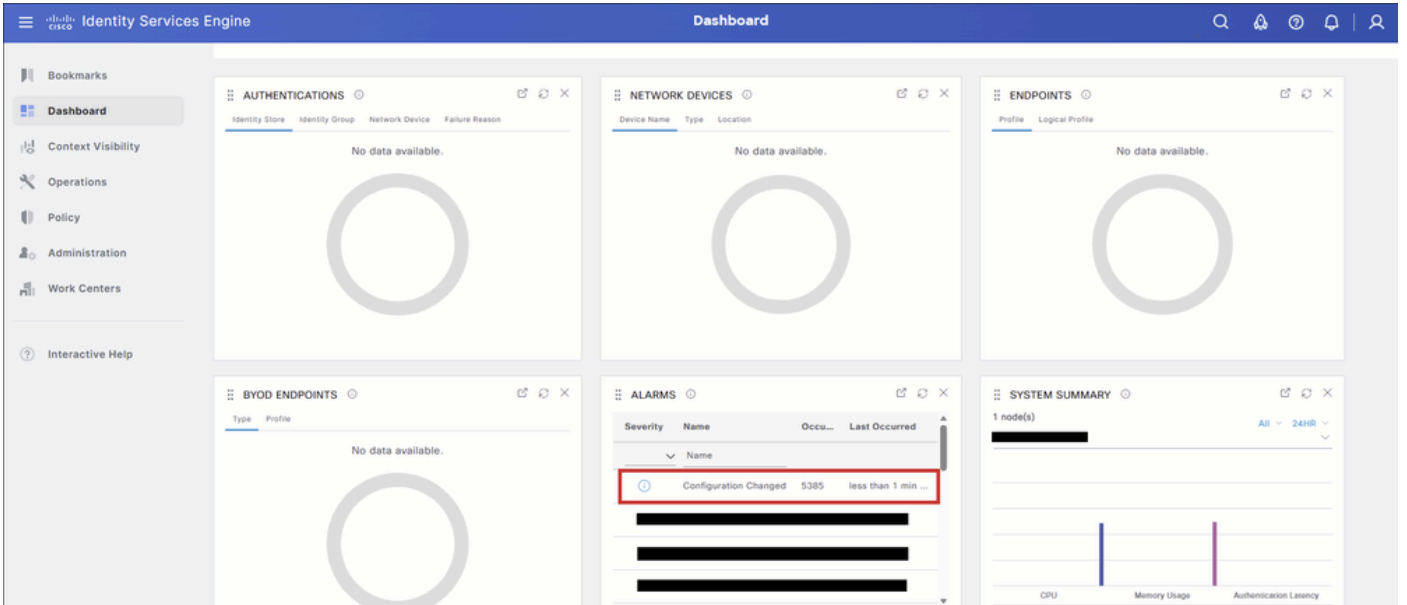 cisco Identity Services Engine
Dashboard
Bookmarks
Dashboard
Context Visibility
Operations
Policy
Administration
Work Centers
Interactive Help
AUTHENTICATIONS
Identity Store Identity Group Network Device Failure Reason
No data available.
NETWORK DEVICES
Device Name Type Location
No data available.
ENDPOINTS
Profile Logical Profile
No data available.
BYOD ENDPOINTS
Type Profile
No data available.
ALARMS
Severity Name Occu... Last Occurred
Name
Configuration Changed 5385 less than 1 min ...
SYSTEM SUMMARY
1 node(s)
All 24HR
CPU Memory Usage Authentication Latency